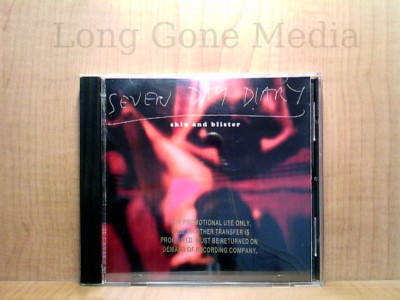 Long Gone Media
SEVEN DAY DIARY
skin and blister
PROMOTIONAL USE ONLY.
OTHER TRANSFER IS
MUST BE RETURNED ON
DEMAND OF RECORDING COMPANY.